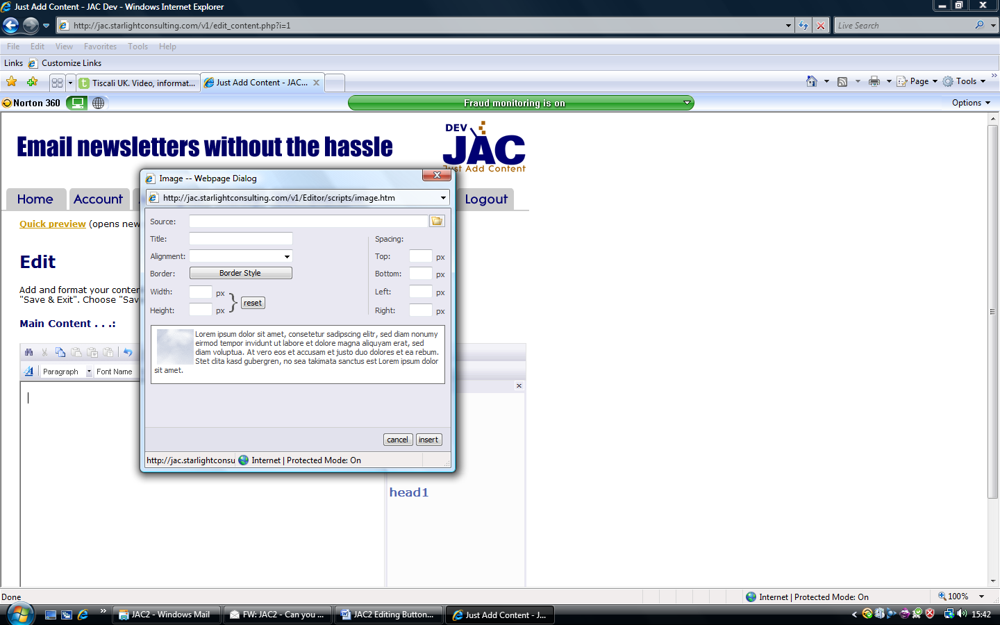 Just Add Content - JAC Dev - Windows Internet Explorer
http://jac.starlightconsulting.com/v1/edit_content.php?i=1
Live Search
File Edit View Favorites Tools Help
Links Customize Links
Tiscali UK. Video, informat...
Just Add Content - JAC...
Page
Tools
Norton 360
Fraud monitoring is on
Options
Email newsletters without the hassle
DEV
JAC
Just Add Content
Home
Account
Logout
Quick preview (opens new
Edit
Add and format your conten
"Save & Exit". Choose "Sav
Main Content . . .:
Paragraph
Font Name
Image -- Webpage Dialog
http://jac.starlightconsulting.com/v1/Editor/scripts/image.htm
Source:
Title:
Alignment:
Border: Border Style
Width: px
Height: px
reset
Spacing:
Top: px
Bottom: px
Left: px
Right: px
Lorem ipsum dolor sit amet, consetetur sadipscing elitr, sed diam nonumy
eirmod tempor invidunt ut labore et dolore magna aliquyam erat, sed
diam voluptua. At vero eos et accusam et justo duo dolores et ea rebum.
Stet clita kasd gubergren, no sea takimata sanctus est Lorem ipsum dolor
sit amet.
cancel insert
http://jac.starlightconsu Internet | Protected Mode: On
head1
Done
Internet | Protected Mode: On
100%
JAC2 - Windows Mail
FW: JAC2 - Can you ...
JAC2 Editing Button...
Just Add Content - J...
15:42